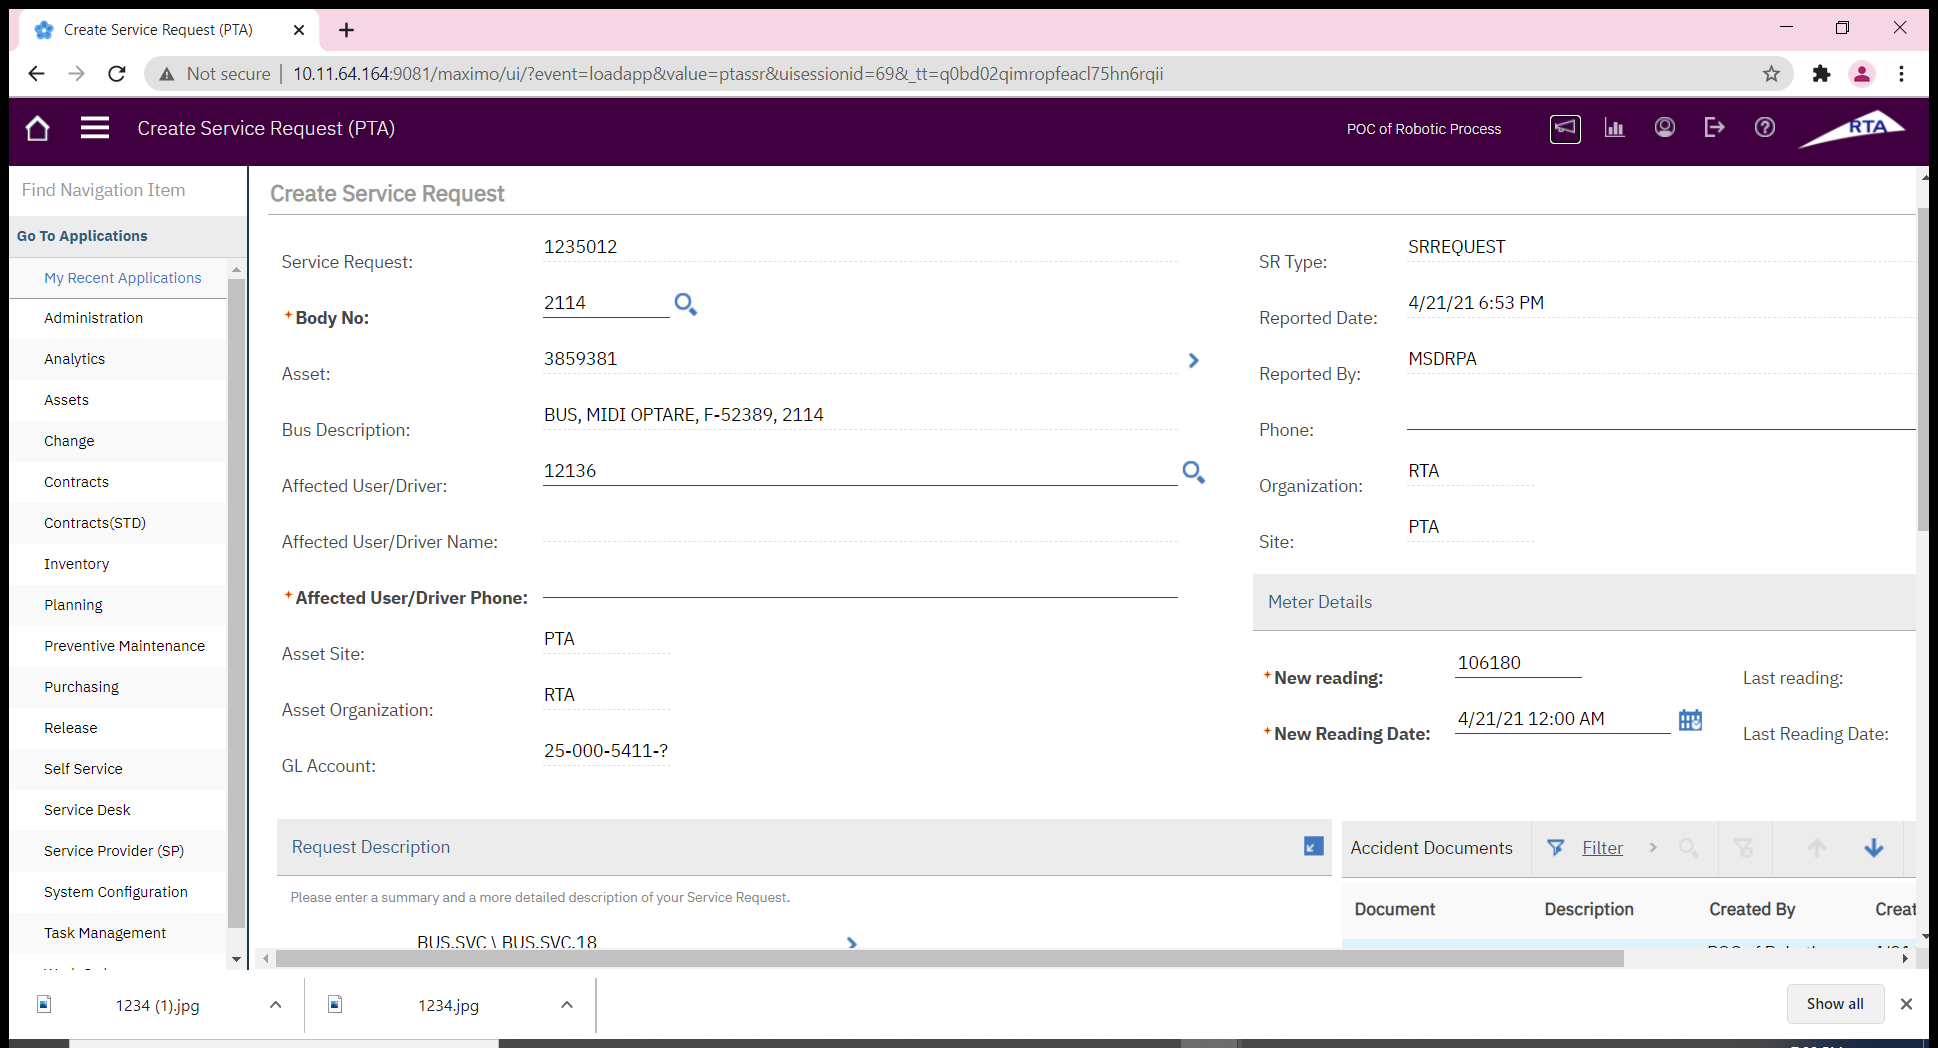 Create Service Request (PTA)
Not secure
10.11.64.164:9081/maximo/ui/?event=loadapp&value=ptassr&uisessionid=69&_tt=q0bd02qimropfeacl75hn6rqii
Create Service Request (PTA)
POC of Robotic Process
RTA
Find Navigation Item
Go To Applications
My Recent Applications
Administration
Analytics
Assets
Change
Contracts
Contracts(STD)
Inventory
Planning
Preventive Maintenance
Purchasing
Release
Self Service
Service Desk
Service Provider (SP)
System Configuration
Task Management
Create Service Request
Service Request: 1235012
*Body No: 2114
Asset: 3859381
Bus Description: BUS, MIDI OPTARE, F-52389, 2114
Affected User/Driver: 12136
Affected User/Driver Name:
*Affected User/Driver Phone:
Asset Site: PTA
Asset Organization: RTA
GL Account: 25-000-5411-?
SR Type: SRREQUEST
Reported Date: 4/21/21 6:53 PM
Reported By: MSDRPA
Phone:
Organization: RTA
Site: PTA
Meter Details
*New reading: 106180 Last reading:
*New Reading Date: 4/21/21 12:00 AM Last Reading Date:
Request Description
Please enter a summary and a more detailed description of your Service Request.
BUS.SVC \ BUS.SVC.18
Accident Documents Filter
Document Description Created By Creat
1234 (1).jpg
1234.jpg
Show all